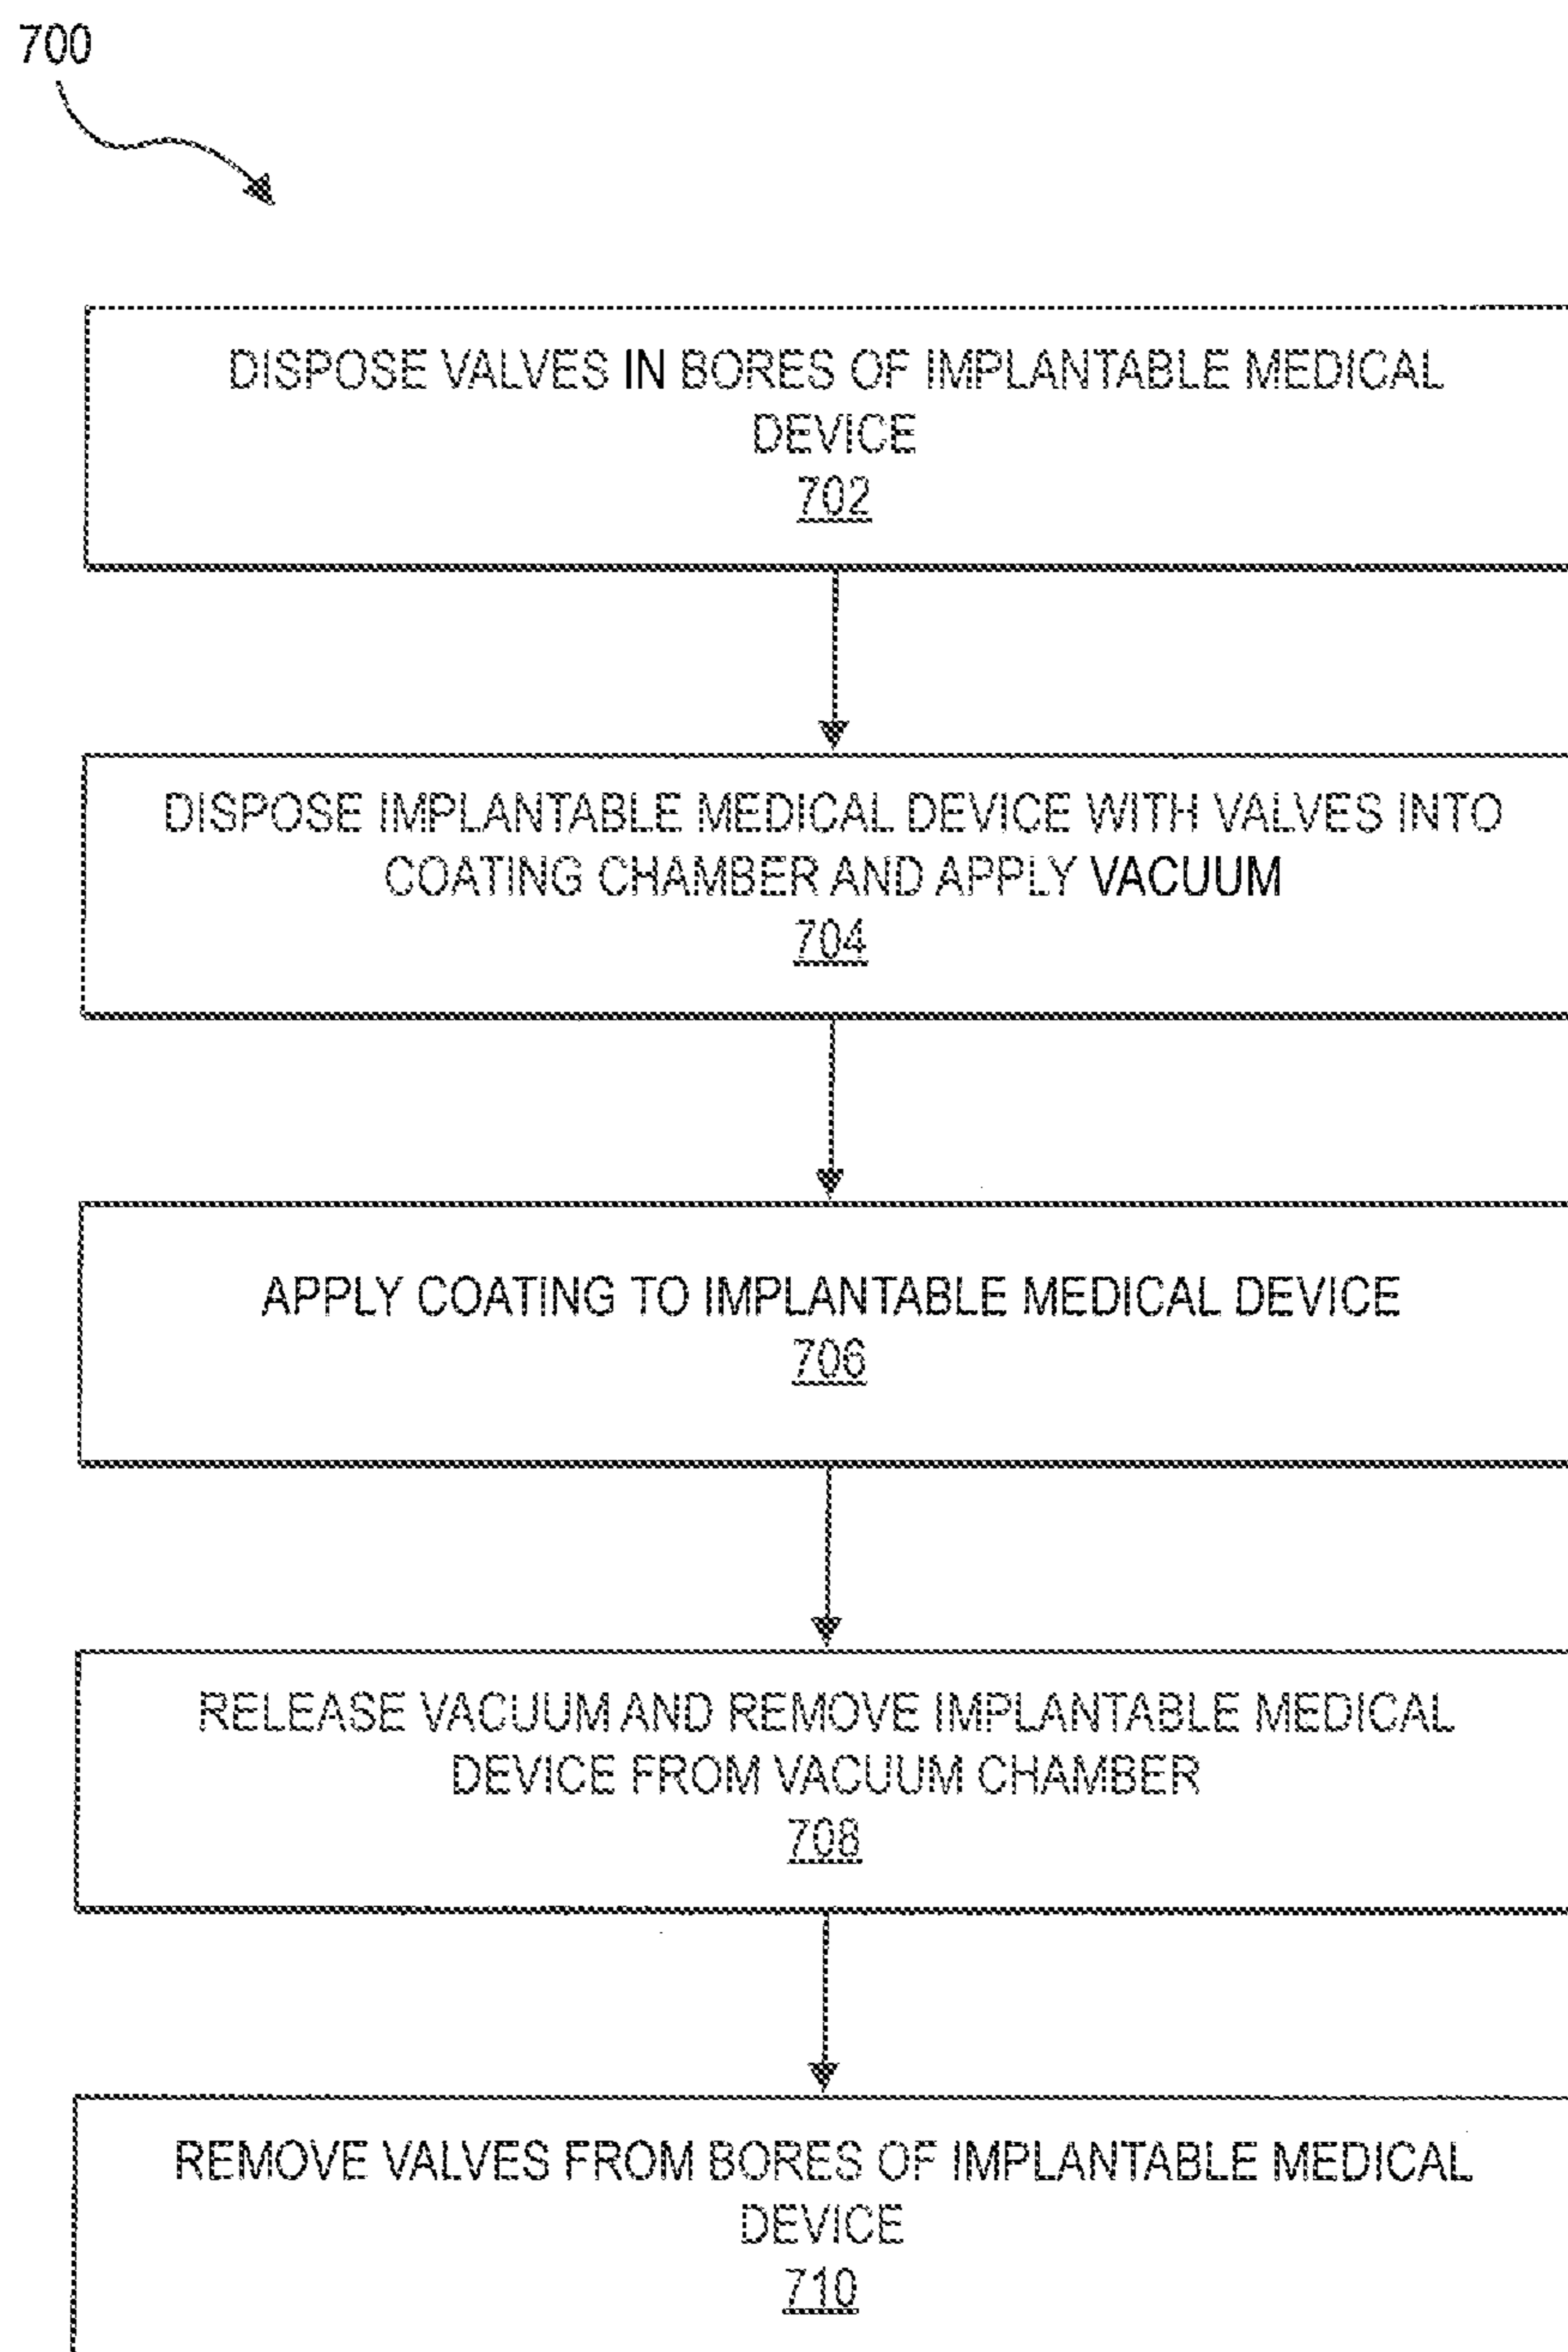 700
DISPOSE VALVES IN BORES OF IMPLANTABLE MEDICAL
DEVICE
702
DISPOSE IMPLANTABLE MEDICAL DEVICE WITH VALVES INTO
COATING CHAMBER AND APPLY VACUUM
704
APPLY COATING TO IMPLANTABLE MEDICAL DEVICE
706
RELEASE VACUUM AND REMOVE IMPLANTABLE MEDICAL
DEVICE FROM VACUUM CHAMBER
708
REMOVE VALVES FROM BORES OF IMPLANTABLE MEDICAL
DEVICE
710